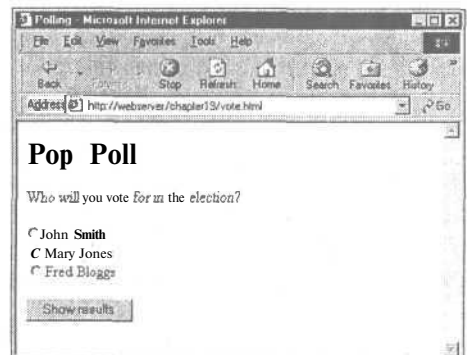 Polling - Microsoft Internet Explorer
File Edit View Favorites Tools Help
Back Stop Refresh Home Search Favorites History
Address http://webserver/chapter19/vote.html Go
Pop Poll
Who will you vote for in the election?
John Smith
Mary Jones
Fred Bloggs
Show results